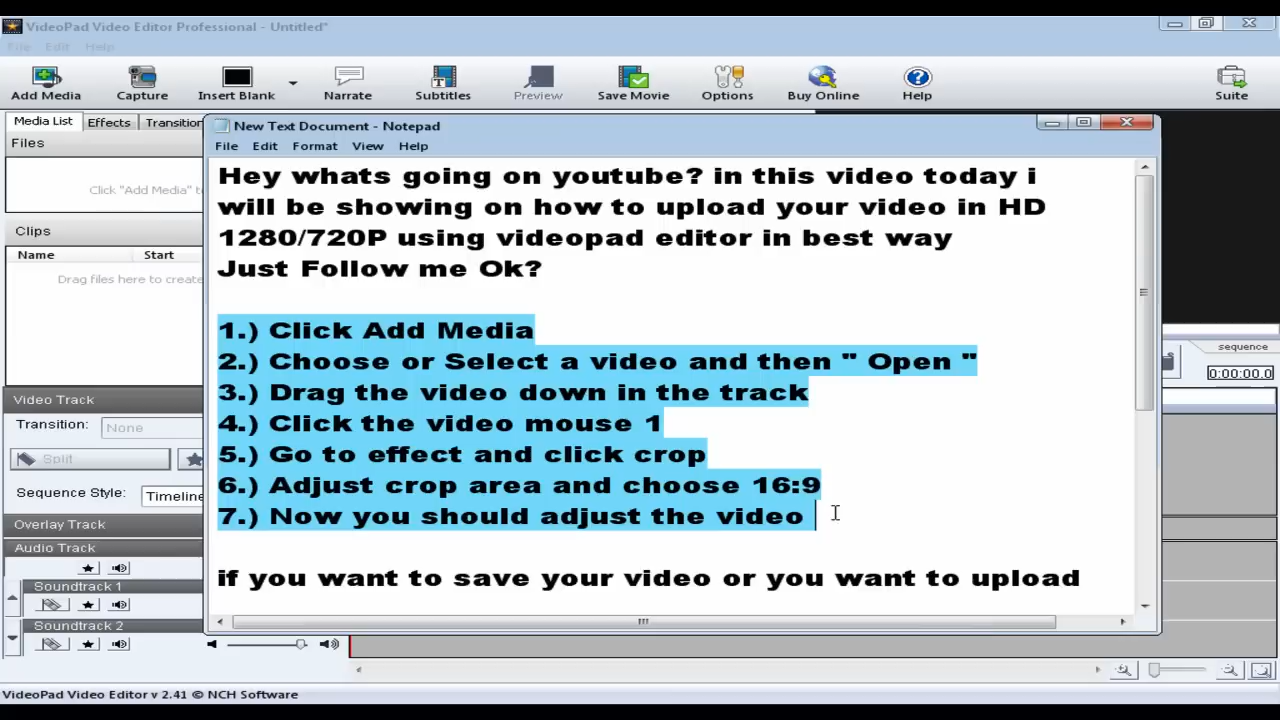 VideoPad Video Editor Professional - Untitled*
File Edit Help
Add Media Capture Insert Blank Narrate Subtitles Preview Save Movie Options Buy Online Help Suite
Media List Effects Transition
Files
Click "Add Media" to
Clips
Name Start
Drag files here to create
Video Track
Transition: None
Split
Sequence Style: Timeline
Overlay Track
Audio Track
Soundtrack 1
Soundtrack 2
New Text Document - Notepad
File Edit Format View Help
Hey whats going on youtube? in this video today i
will be showing on how to upload your video in HD
1280/720P using videopad editor in best way
Just Follow me Ok?
1.) Click Add Media
2.) Choose or Select a video and then " Open "
3.) Drag the video down in the track
4.) Click the video mouse 1
5.) Go to effect and click crop
6.) Adjust crop area and choose 16:9
7.) Now you should adjust the video
if you want to save your video or you want to upload
sequence
0:00:00.0
VideoPad Video Editor v 2.41 © NCH Software